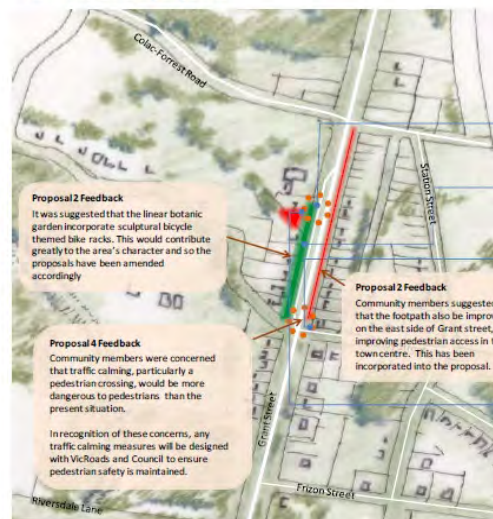 Colac-Forrest Road
Station Street
Proposal 2 Feedback
It was suggested that the linear botanic
garden incorporate sculptural bicycle
themed bike racks. This would contribute
greatly to the area's character and so the
proposals have been amended
accordingly
Proposal 2 Feedback
Community members suggeste
that the footpath also be improv
on the east side of Grant street,
improving pedestrian access in t
town centre. This has been
incorporated into the proposal.
Proposal 4 Feedback
Community members were concerned
that traffic calming, particularly a
pedestrian crossing, would be more
dangerous to pedestrians than the
present situation.
In recognition of these concerns, any
traffic calming measures will be designed
with VicRoads and Council to ensure
pedestrian safety is maintained.
Grant Street
Frizon Street
Riversdale Lane